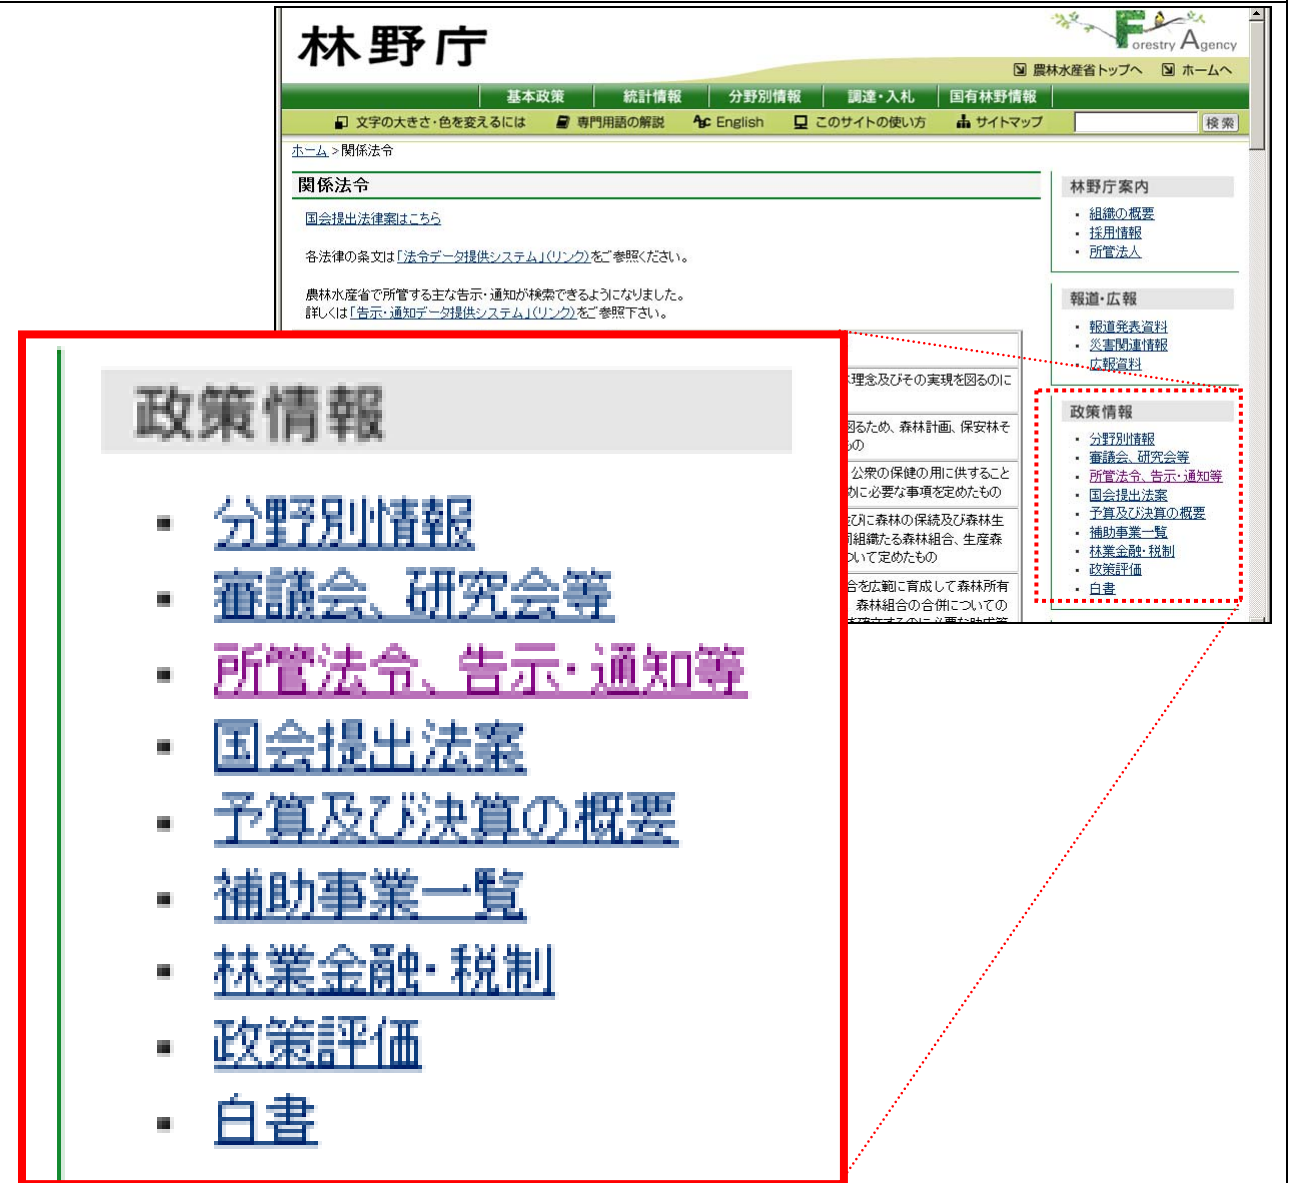 林野庁
Forestry Agency
農林水産省トップへ ホームへ
基本政策 統計情報 分野別情報 調達・入札 国有林野情報
文字の大きさ・色を変えるには 専門用語の解説 English このサイトの使い方 サイトマップ 検索
ホーム > 関係法令
関係法令
国会提出法律案はこちら
各法律の条文は「法令データ提供システム」(リンク)をご参照ください。
農林水産省で所管する主な告示・通知が検索できるようになりました。
詳しくは「告示・通知データ提供システム」(リンク)をご参照下さい。
理念及びその実現を図るのに
図るため、森林計画、保安林そ
の
公衆の保健の用に供すること
めに必要な事項を定めたもの
びに森林の保続及び森林生
同組織たる森林組合、生産森
ついて定めたもの
合を広範に育成して森林所有
森林組合の合併についての
林野庁案内
・ 組織の概要
・ 採用情報
・ 所管法人
報道・広報
・ 報道発表資料
・ 災害関連情報
・ 広報資料
政策情報
・ 分野別情報
・ 審議会、研究会等
・ 所管法令、告示・通知等
・ 国会提出法案
・ 予算及び決算の概要
・ 補助事業一覧
・ 林業金融・税制
・ 政策評価
・ 白書
政策情報
・ 分野別情報
・ 審議会、研究会等
・ 所管法令、告示・通知等
・ 国会提出法案
・ 予算及び決算の概要
・ 補助事業一覧
・ 林業金融・税制
・ 政策評価
・ 白書